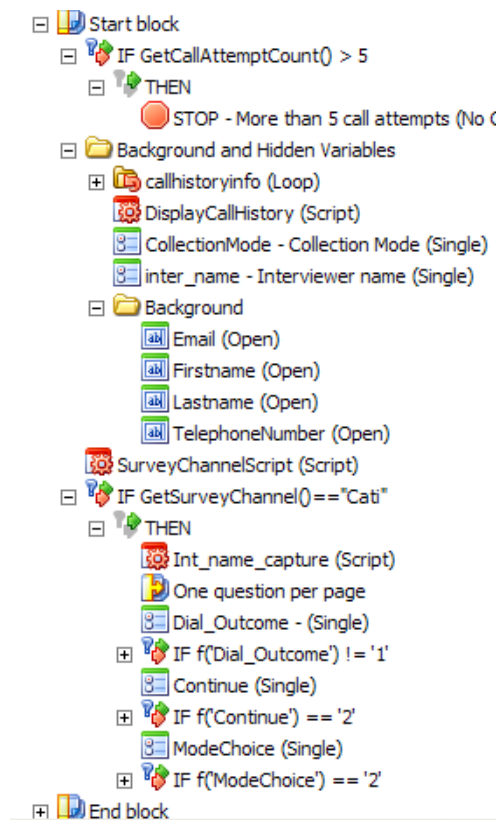 Start block
IF GetCallAttemptCount() > 5
THEN
STOP - More than 5 call attempts (No
Background and Hidden Variables
callhistoryinfo (Loop)
DisplayCallHistory (Script)
CollectionMode - Collection Mode (Single)
inter_name - Interviewer name (Single)
Background
Email (Open)
Firstname (Open)
Lastname (Open)
TelephoneNumber (Open)
SurveyChannelScript (Script)
IF GetSurveyChannel()=="Cati"
THEN
Int_name_capture (Script)
One question per page
Dial_Outcome - (Single)
IF f('Dial_Outcome') != '1'
Continue (Single)
IF f('Continue') == '2'
ModeChoice (Single)
IF f('ModeChoice') == '2'
End block